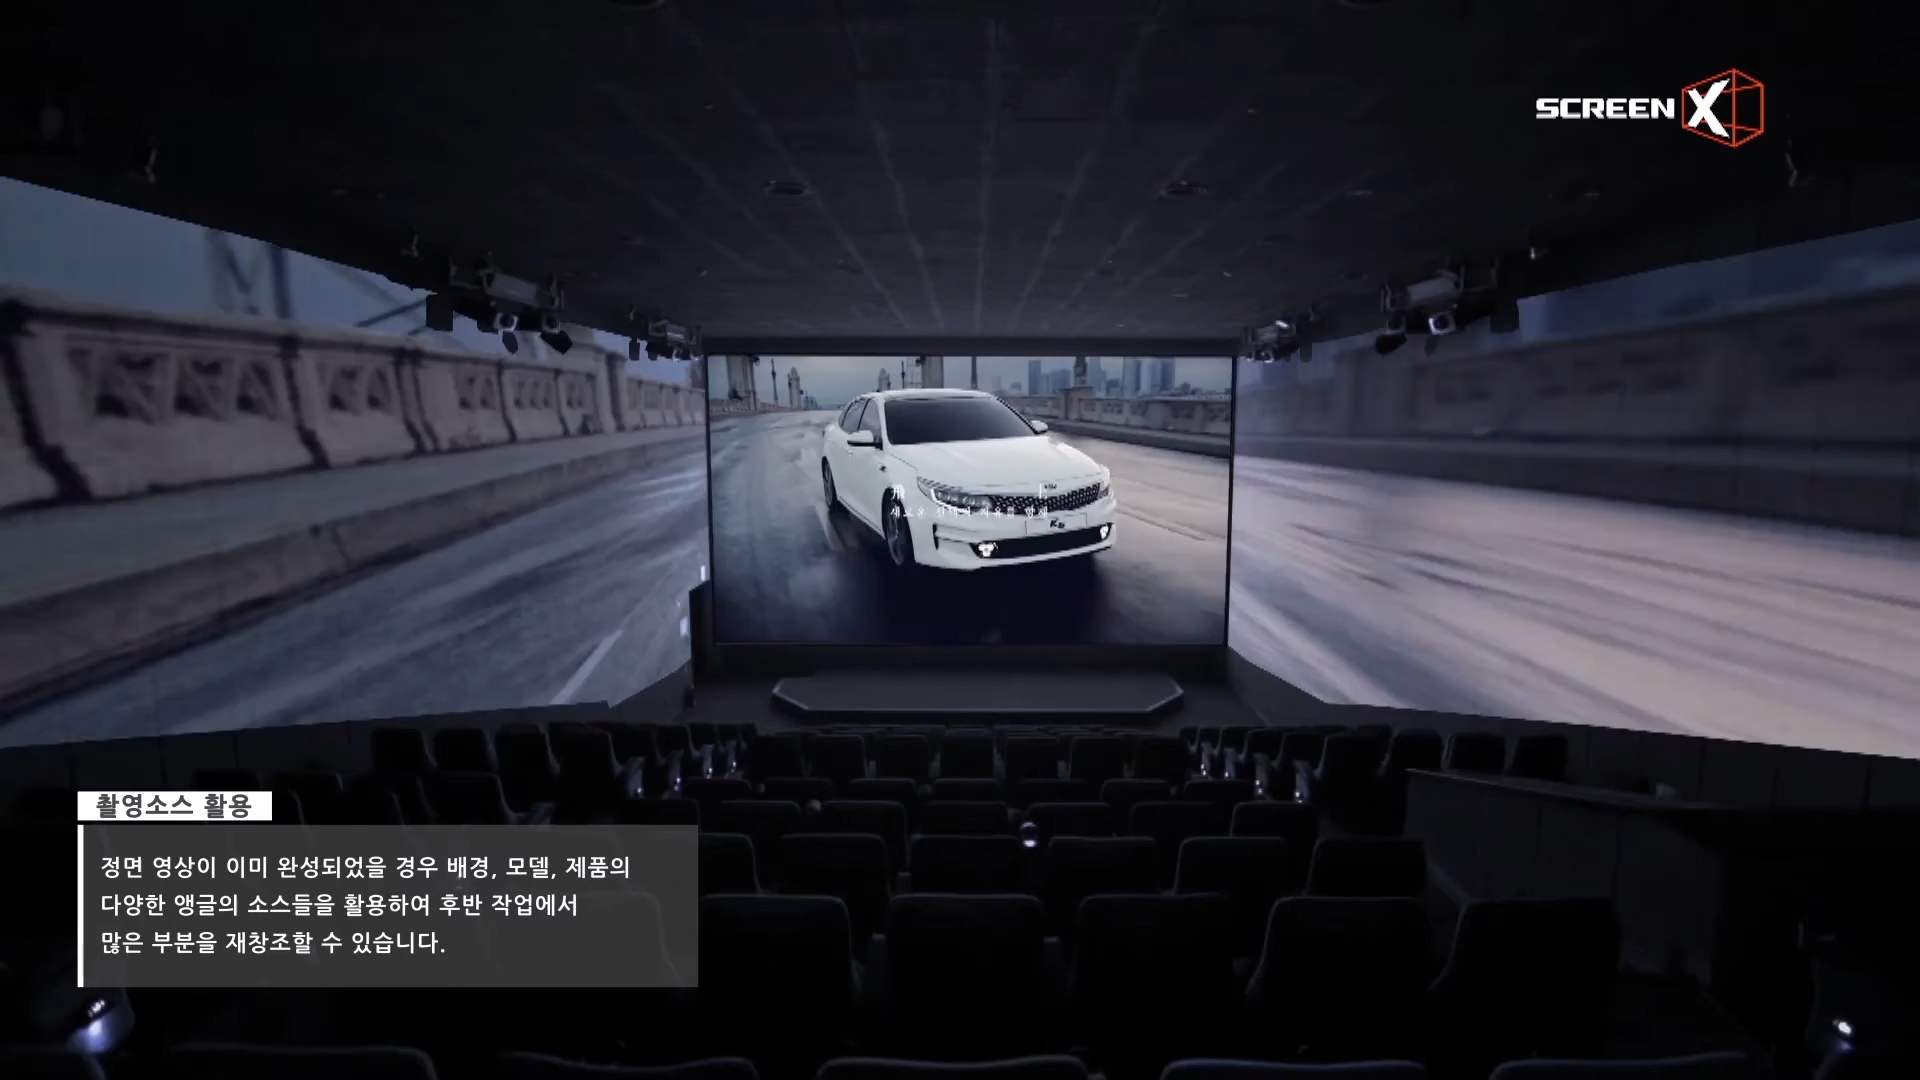 SCREEN X
KIA
K5
촬영소스 활용
정면 영상이 이미 완성되었을 경우 배경, 모델, 제품의
다양한 앵글의 소스들을 활용하여 후반 작업에서
많은 부분을 재창조할 수 있습니다.